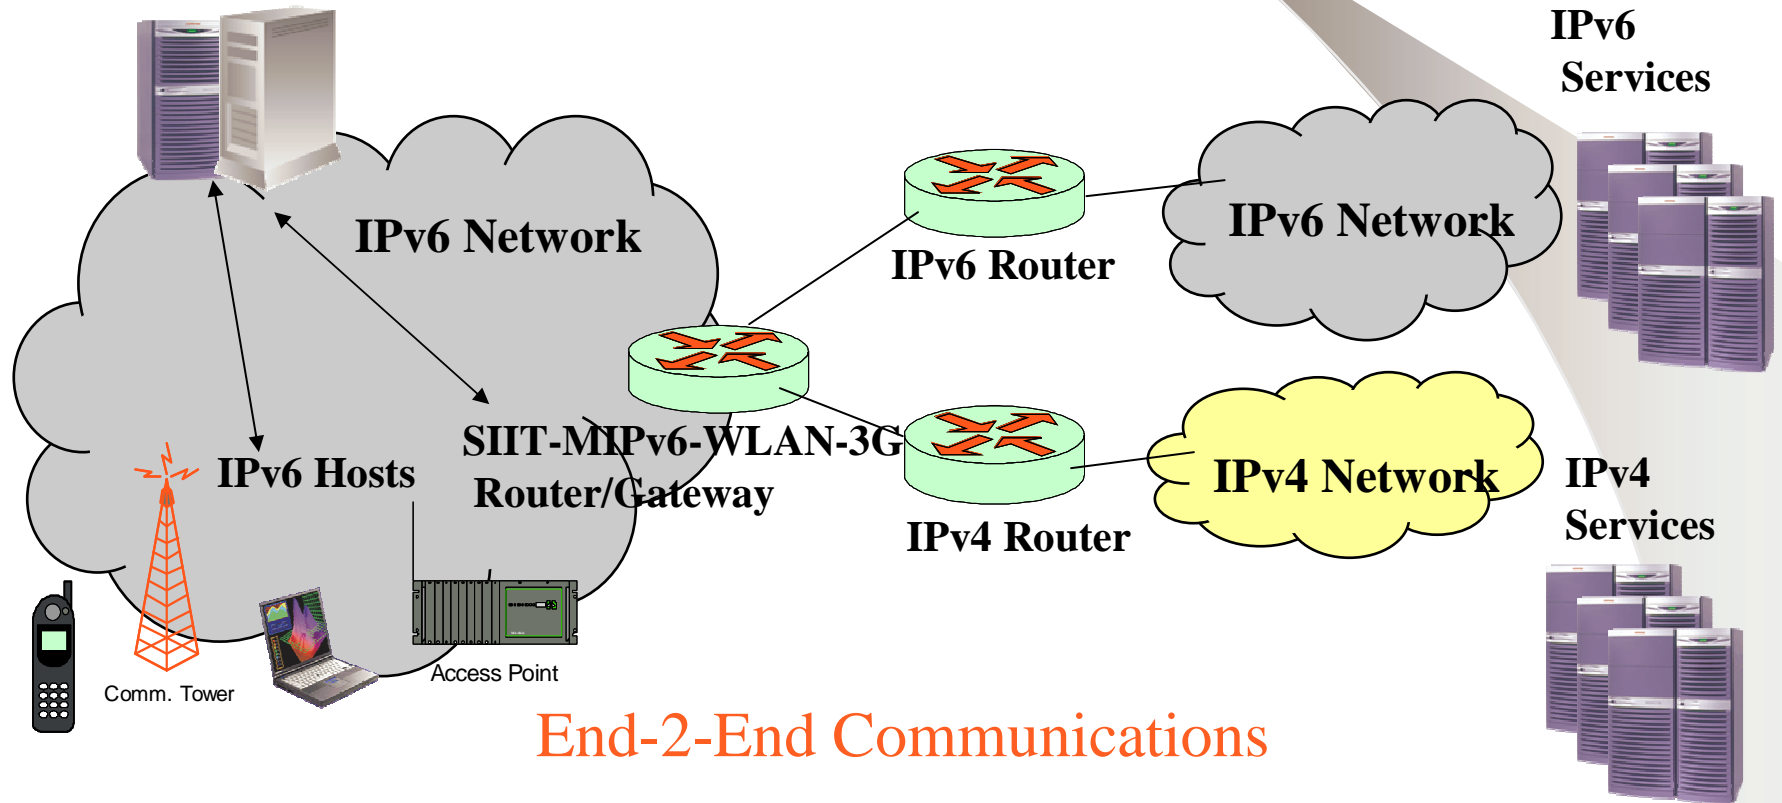 IPv6
Services
IPv6 Network
IPv6 Network
IPv6 Router
SIIT-MIPv6-WLAN-3G
Router/Gateway
IPv6 Hosts
IPv4 Network
IPv4
Services
IPv4 Router
Access Point
Comm. Tower
End-2-End Communications